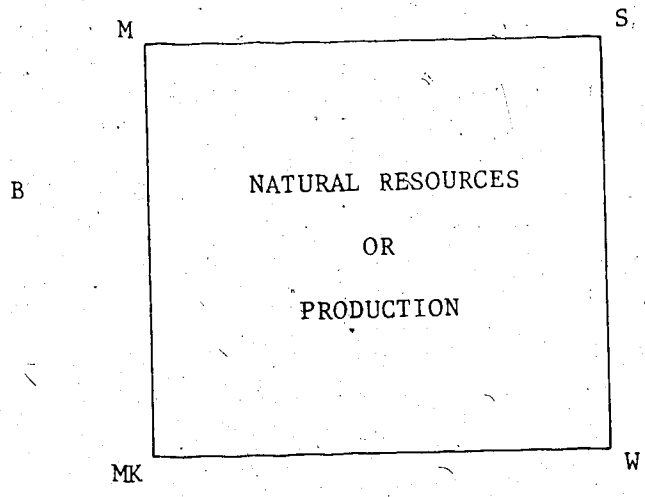 M S
B
NATURAL RESOURCES
OR
PRODUCTION
MK W